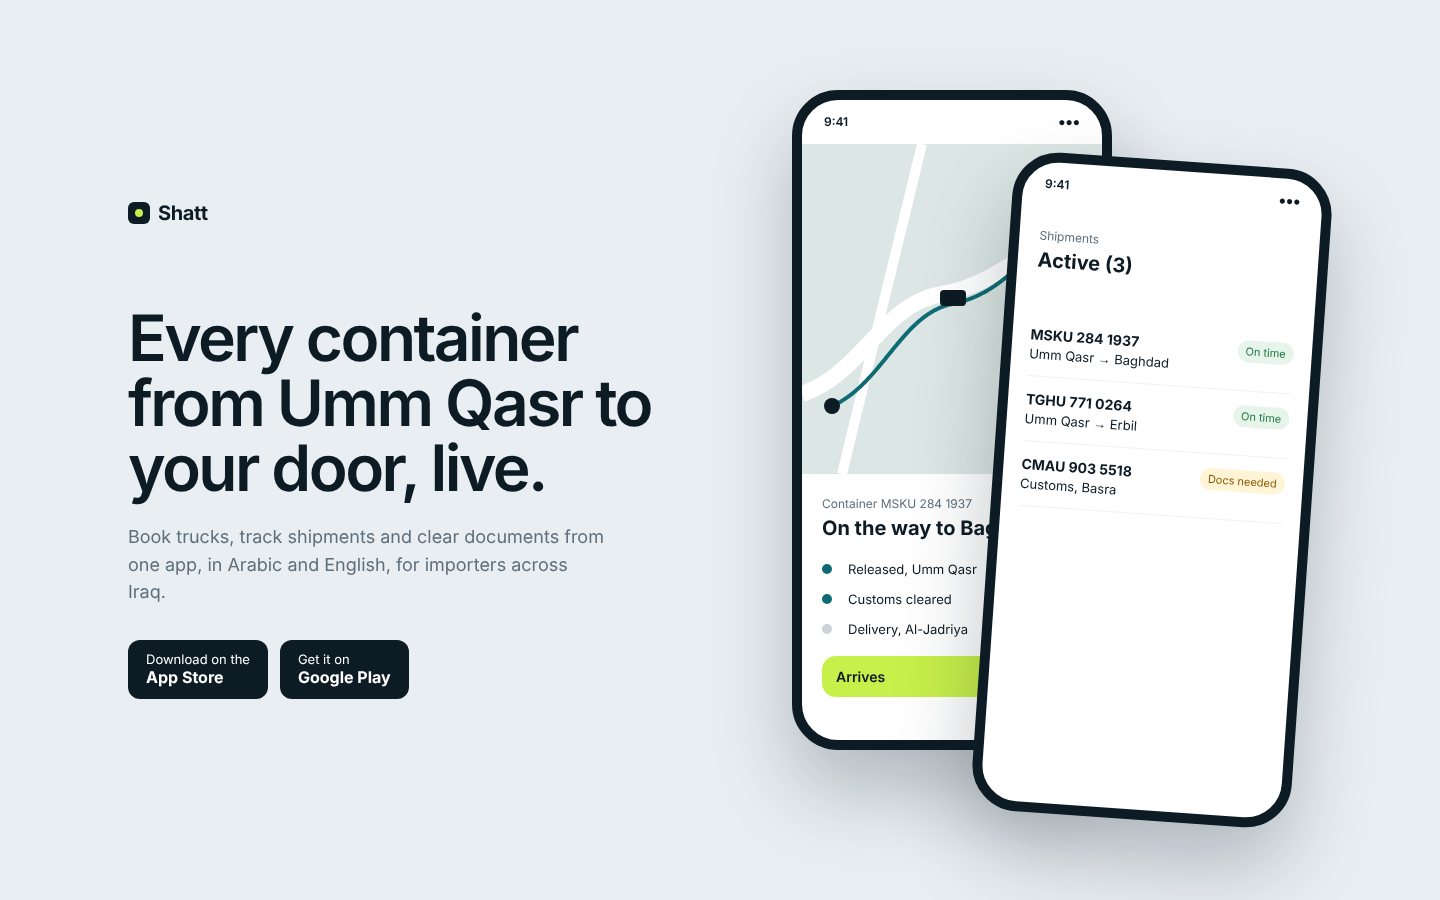 Shatt
Every container
from Umm Qasr to
your door, live.
Book trucks, track shipments and clear documents from
one app, in Arabic and English, for importers across
Iraq.
Download on the
App Store
Get it on
Google Play
9:41
Container MSKU 284 1937
On the way to
Released, Umm Qasr
Customs cleared
Delivery, Al-Jadriya
Arrives
9:41
Shipments
Active (3)
MSKU 284 1937
Umm Qasr → Baghdad
On time
TGHU 771 0264
Umm Qasr → Erbil
On time
CMAU 903 5518
Customs, Basra
Docs needed